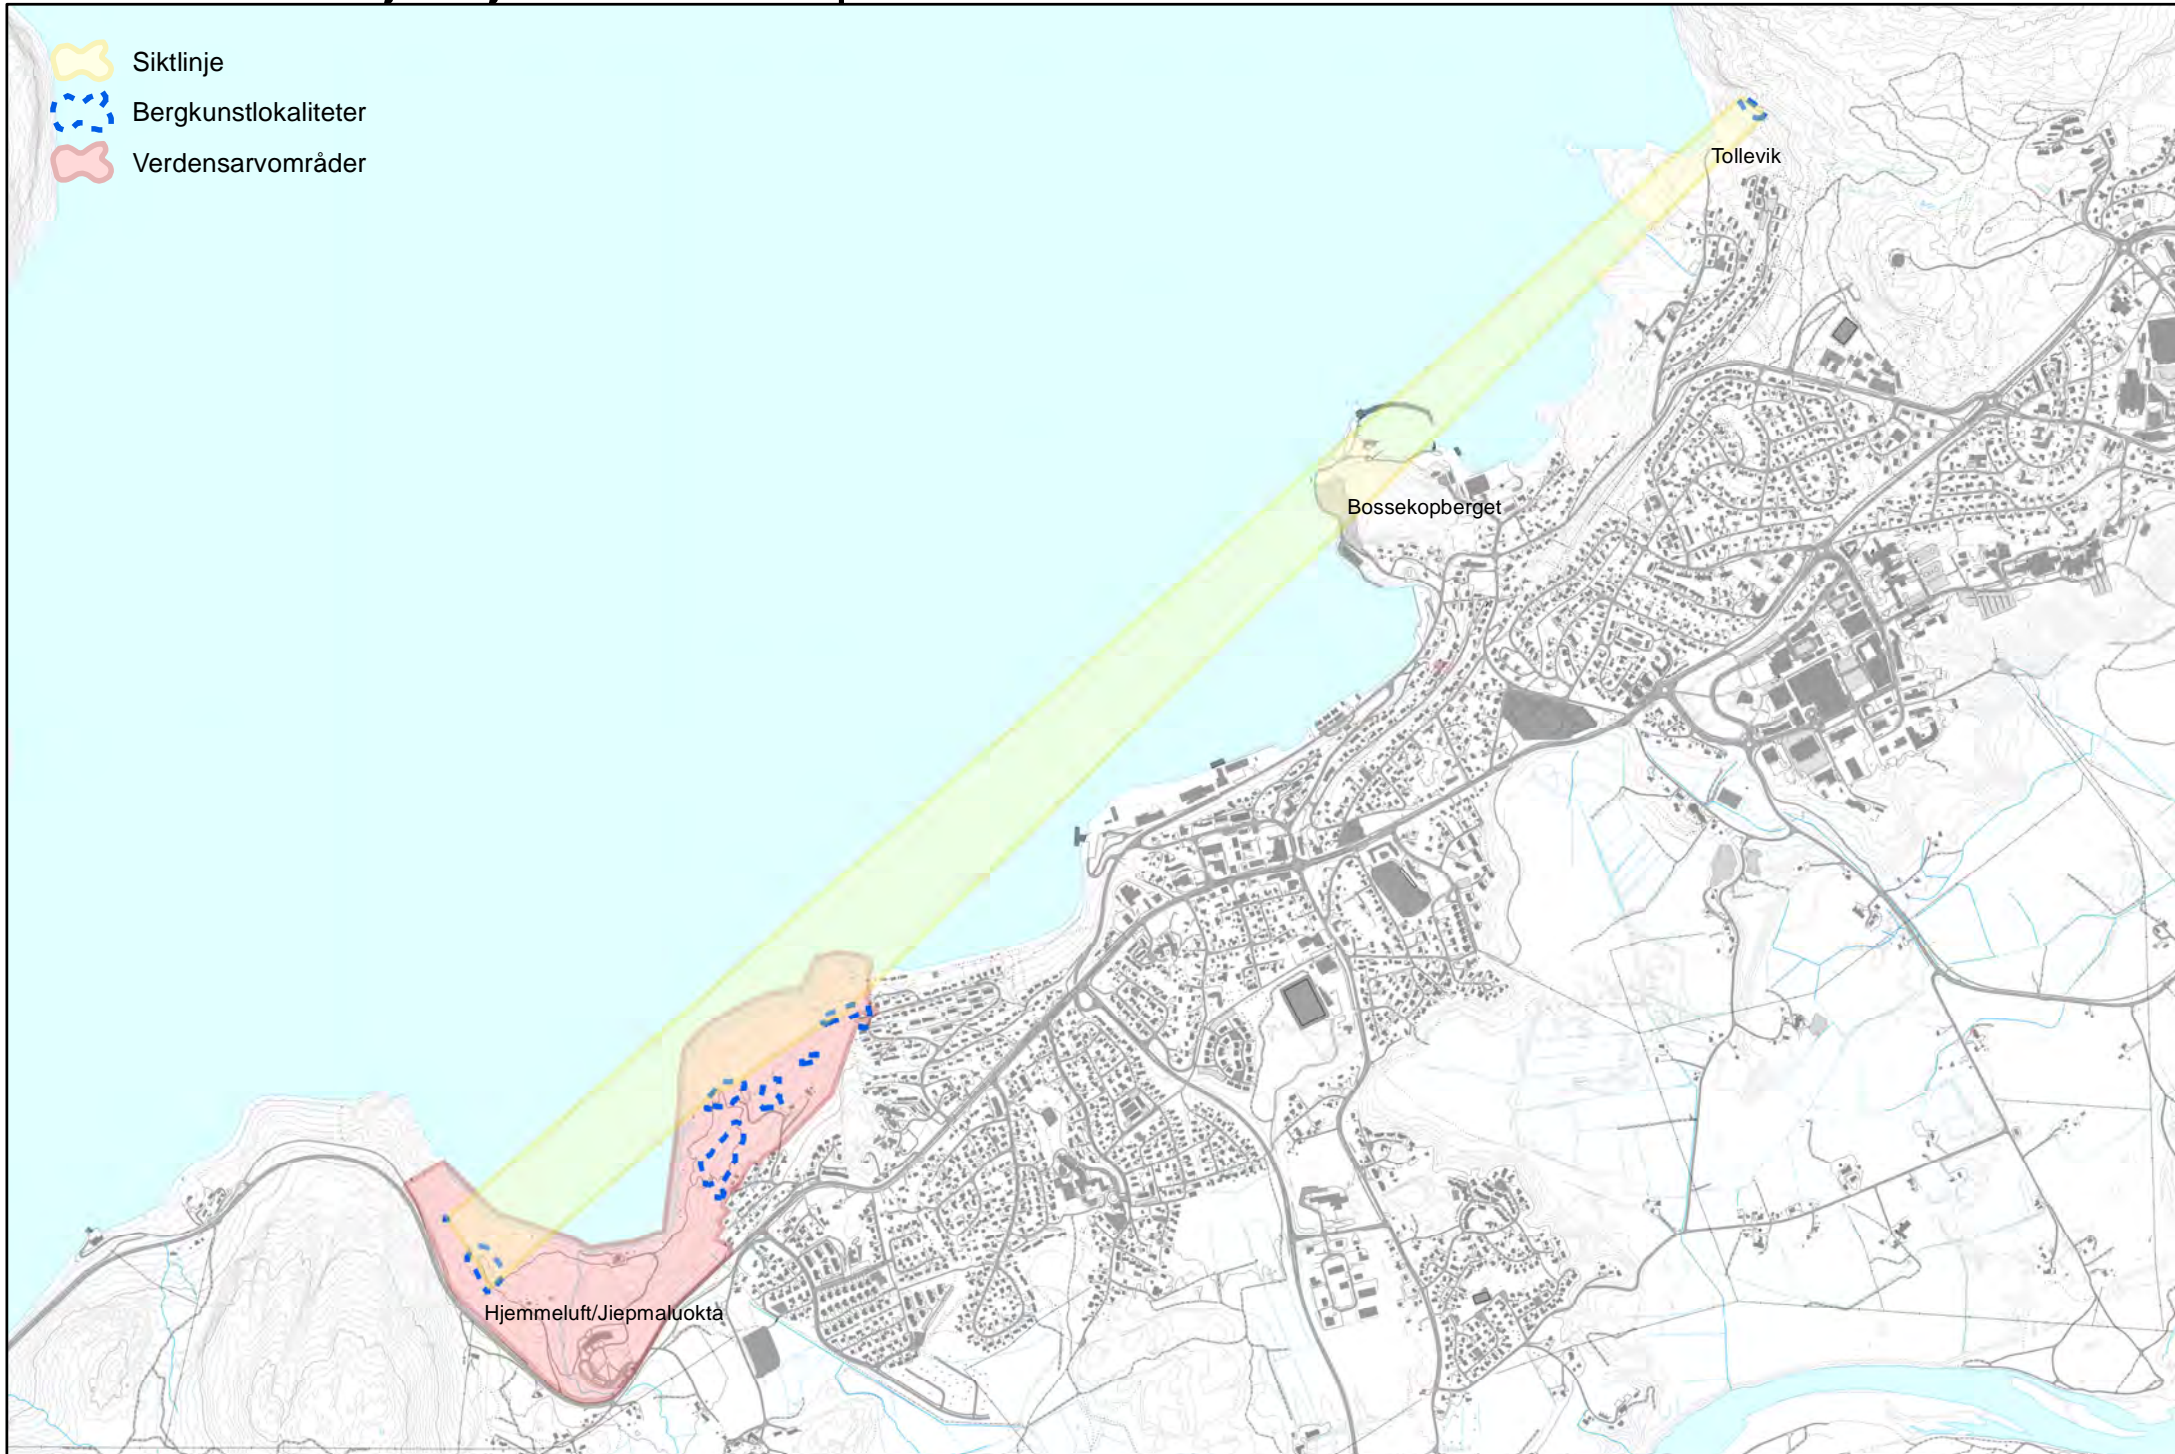 Siktlinje
Bergkunstlokaliteter
Verdensarvområder
Tollevik
Bossekopberget
Hjemmeluft/Jiepmaluokta